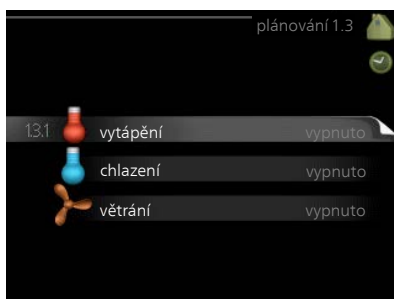 plánování 1.3
1.3.1 vytápění vypnuto
chlazení vypnuto
větrání vypnuto